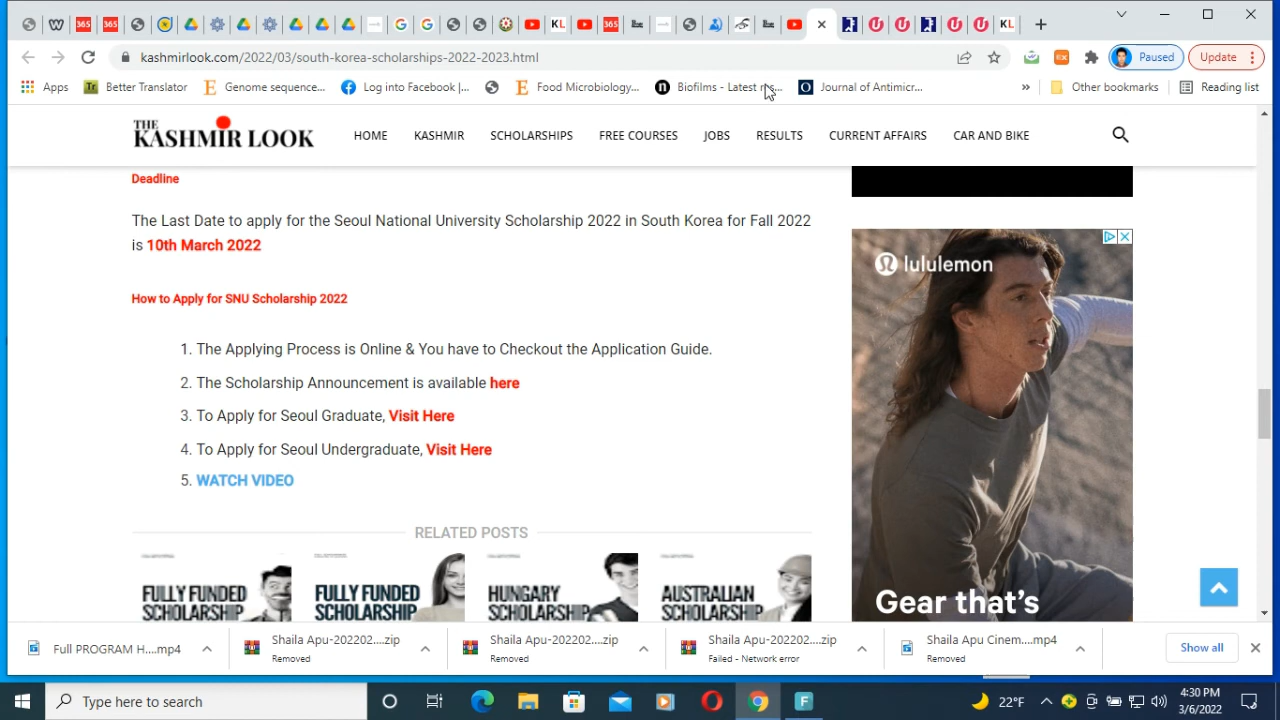 kashmirlook.com/2022/03/south-korea-scholarships-2022-2023.html
Paused
Update
Apps
Better Translator
Genome sequence...
Log into Facebook |...
Food Microbiology...
Biofilms - Latest
Journal of Antimicr...
»
Other bookmarks
Reading list
THE KASHMIR LOOK
HOME
KASHMIR
SCHOLARSHIPS
FREE COURSES
JOBS
RESULTS
CURRENT AFFAIRS
CAR AND BIKE
Deadline
The Last Date to apply for the Seoul National University Scholarship 2022 in South Korea for Fall 2022
is 10th March 2022
How to Apply for SNU Scholarship 2022
1. The Applying Process is Online & You have to Checkout the Application Guide.
2. The Scholarship Announcement is available here
3. To Apply for Seoul Graduate, Visit Here
4. To Apply for Seoul Undergraduate, Visit Here
5. WATCH VIDEO
RELATED POSTS
FULLY FUNDED
SCHOLARSHIP
FULLY FUNDED
SCHOLARSHIP
HUNGARY
SCHOLARSHIP
AUSTRALIAN
SCHOLARSHIP
lululemon
Gear that's
Full PROGRAM H....mp4
Shaila Apu-202202....zip
Removed
Shaila Apu-202202....zip
Removed
Shaila Apu-202202....zip
Failed - Network error
Shaila Apu Cinem....mp4
Removed
Show all
Type here to search
22°F
4:30 PM
3/6/2022